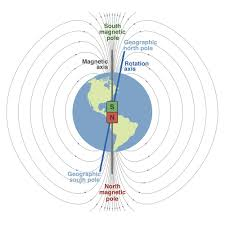 South
magnetic
pole
Geographic
north pole
Magnetic
axis
Rotation
axis
S
N
Geographic
south pole
North
magnetic
pole